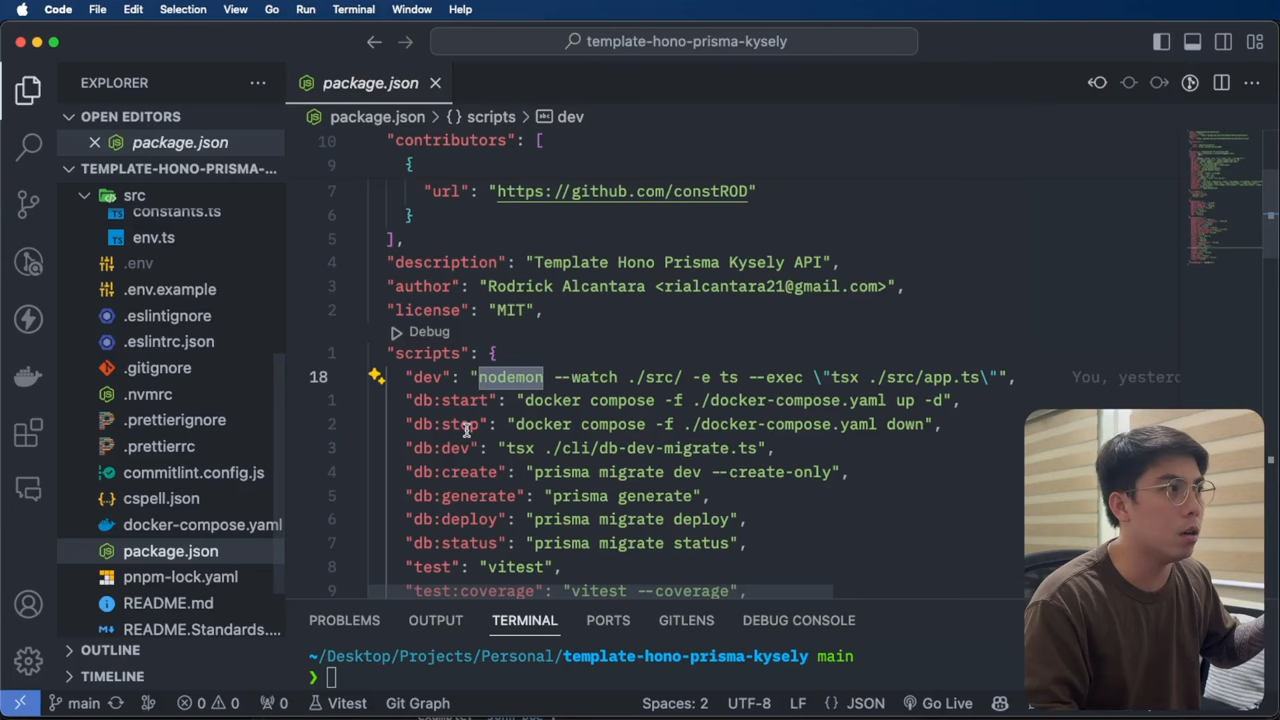 Code File Edit Selection View Go Run Terminal Window Help
template-hono-prisma-kysely
EXPLORER
OPEN EDITORS
package.json
TEMPLATE-HONO-PRISMA-...
src
constants.ts
env.ts
.env
.env.example
.eslintignore
.eslintrc.json
.gitignore
.nvmrc
.prettierignore
.prettierrc
commitlint.config.js
cspell.json
docker-compose.yaml
package.json
pnpm-lock.yaml
README.md
README.Standards....
OUTLINE
TIMELINE
package.json
package.json > {} scripts > abc dev
10 "contributors": [
9 {
7 "url": "https://github.com/constROD"
6 }
5 ],
4 "description": "Template Hono Prisma Kysely API",
3 "author": "Rodrick Alcantara <rialcantara21@gmail.com>",
2 "license": "MIT",
Debug
1 "scripts": {
18 "dev": "nodemon --watch ./src/ -e ts --exec \"tsx ./src/app.ts\"", You, yesterd
1 "db:start": "docker compose -f ./docker-compose.yaml up -d",
2 "db:stop": "docker compose -f ./docker-compose.yaml down",
3 "db:dev": "tsx ./cli/db-dev-migrate.ts",
4 "db:create": "prisma migrate dev --create-only",
5 "db:generate": "prisma generate",
6 "db:deploy": "prisma migrate deploy",
7 "db:status": "prisma migrate status",
8 "test": "vitest",
9 "test:coverage": "vitest --coverage",
PROBLEMS OUTPUT TERMINAL PORTS GITLENS DEBUG CONSOLE
~/Desktop/Projects/Personal/template-hono-prisma-kysely main
❯
main 0 0 0 Vitest Git Graph Spaces: 2 UTF-8 LF {} JSON Go Live